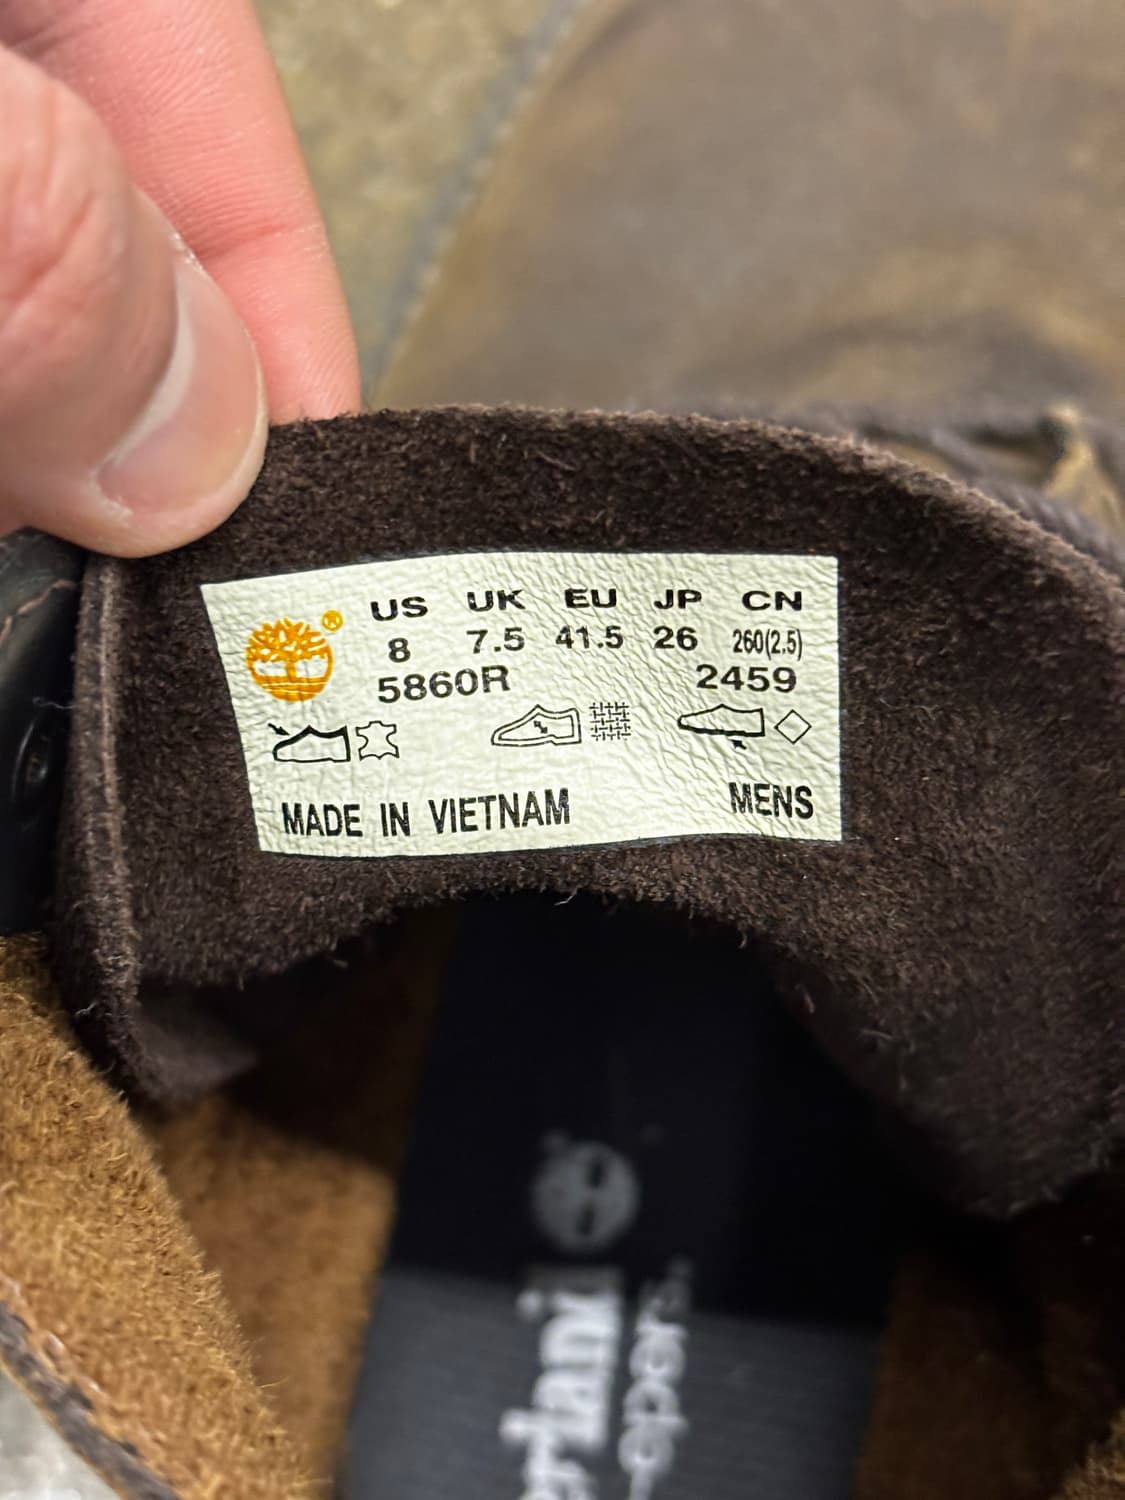 US UK EU JP CN
8 7.5 41.5 26 260(2.5)
5860R 2459
MADE IN VIETNAM MENS
®